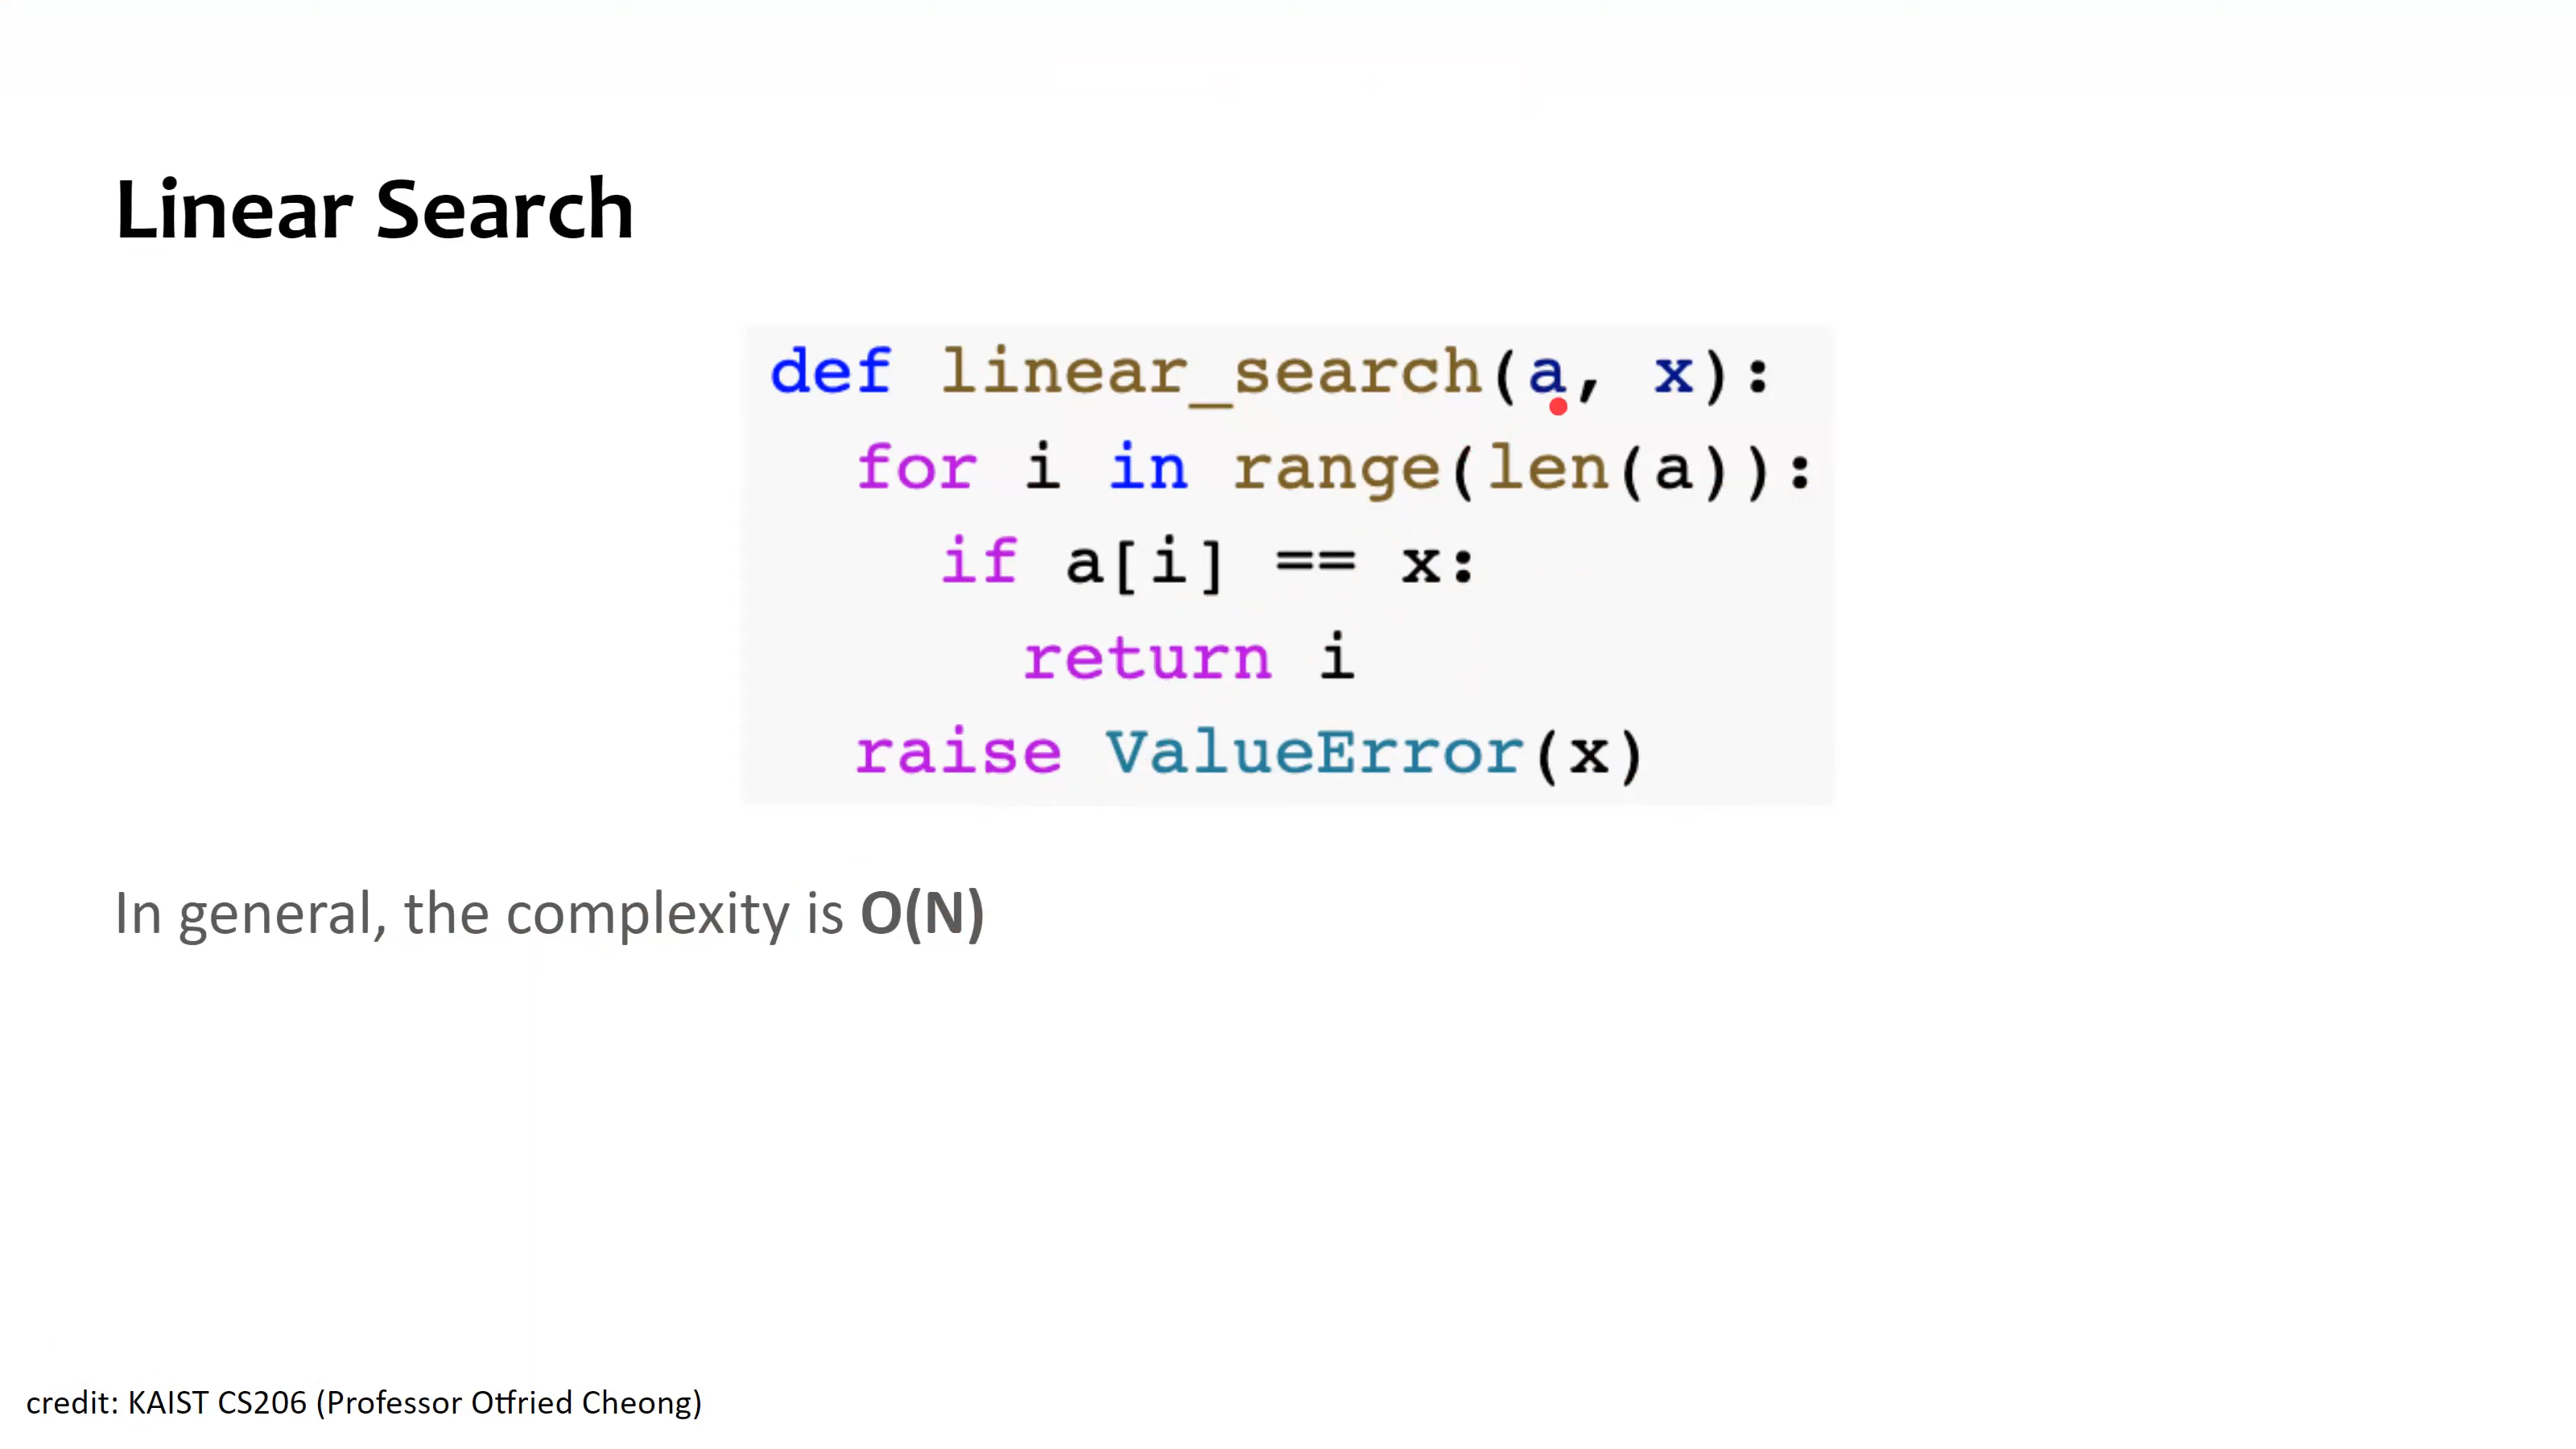 Linear Search
def linear_search(a, x):
  for i in range(len(a)):
    if a[i] == x:
      return i
  raise ValueError(x)
In general, the complexity is O(N)
credit: KAIST CS206 (Professor Otfried Cheong)